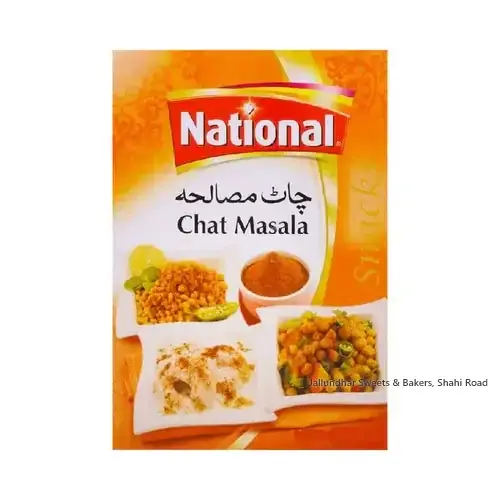 National
چاٹ مصالحہ
Chat Masala
Snack
Jallundhar Sweets & Bakers, Shahi Road